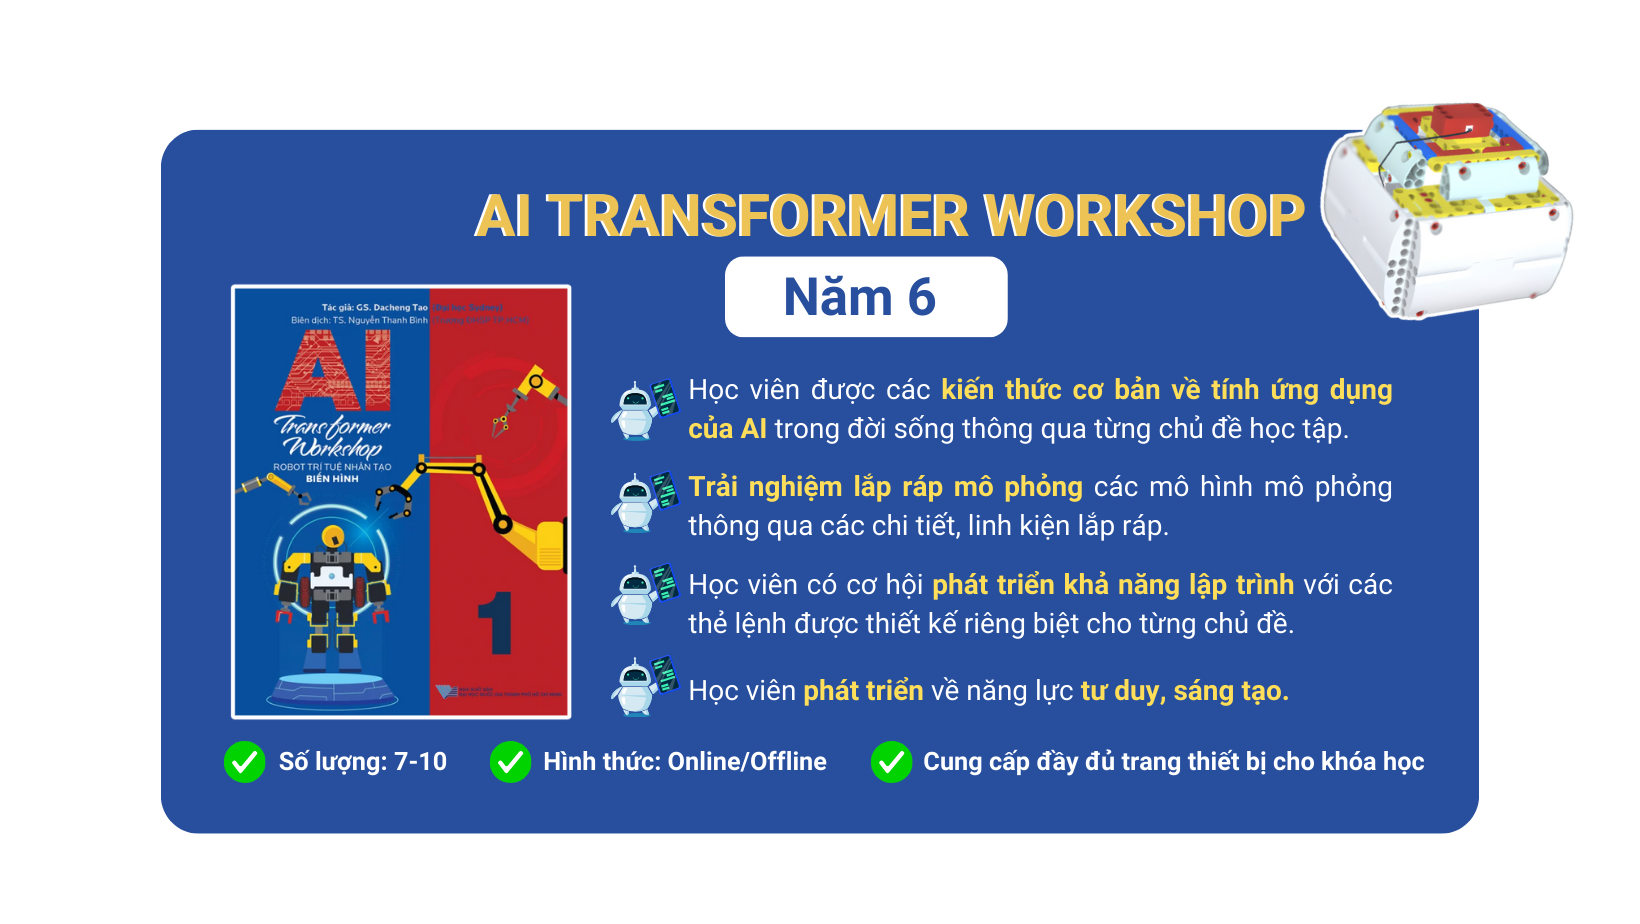 AI TRANSFORMER WORKSHOP
Năm 6
Tác giả: GS. Dacheng Tao
Biên dịch: TS. Nguyễn Thanh Bình
AI
Transformer
Workshop
ROBOT TRÍ TUỆ NHÂN TẠO
BIẾN HÌNH
1
Học viên được các kiến thức cơ bản về tính ứng dụng
của AI trong đời sống thông qua từng chủ đề học tập.
Trải nghiệm lắp ráp mô phỏng các mô hình mô phỏng
thông qua các chi tiết, linh kiện lắp ráp.
Học viên có cơ hội phát triển khả năng lập trình với các
thẻ lệnh được thiết kế riêng biệt cho từng chủ đề.
Học viên phát triển về năng lực tư duy, sáng tạo.
Số lượng: 7-10
Hình thức: Online/Offline
Cung cấp đầy đủ trang thiết bị cho khóa học